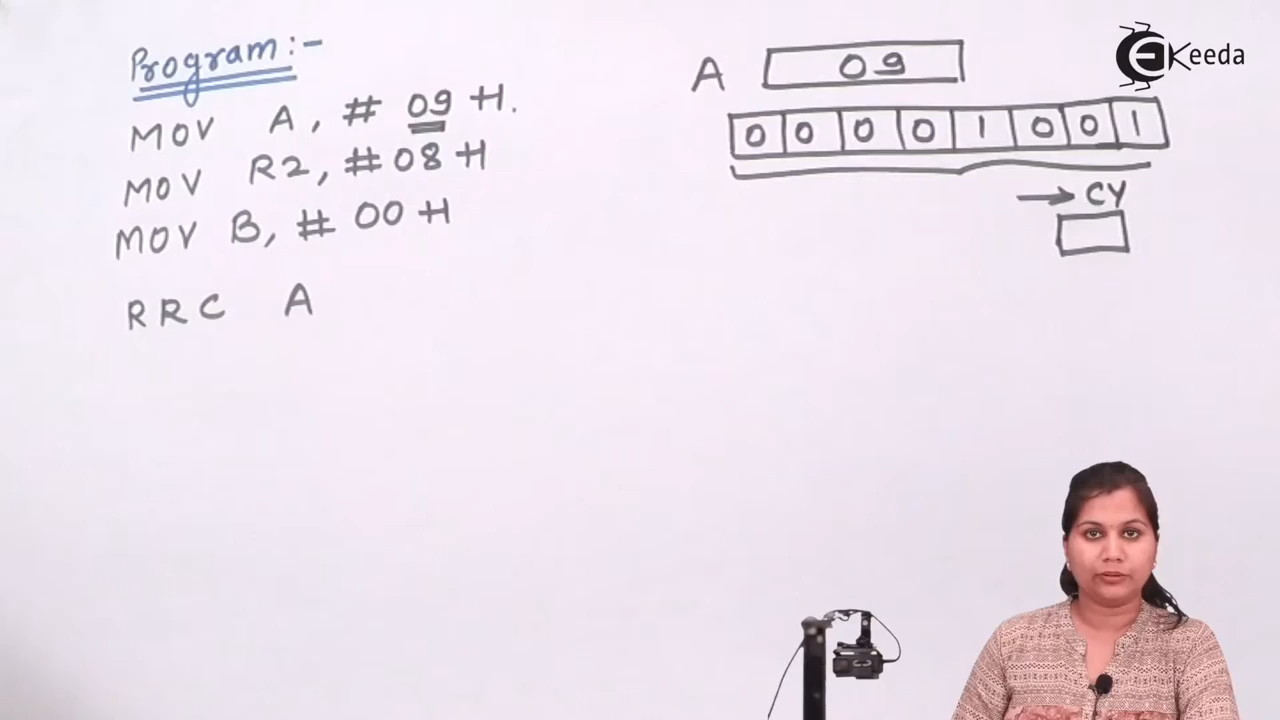 Program:-
MOV A, # 09 H.
MOV R2, # 08 H
MOV B, # 00 H
RRC A
A 09
0 0 0 0 1 0 0 1
→ CY
EKeeda